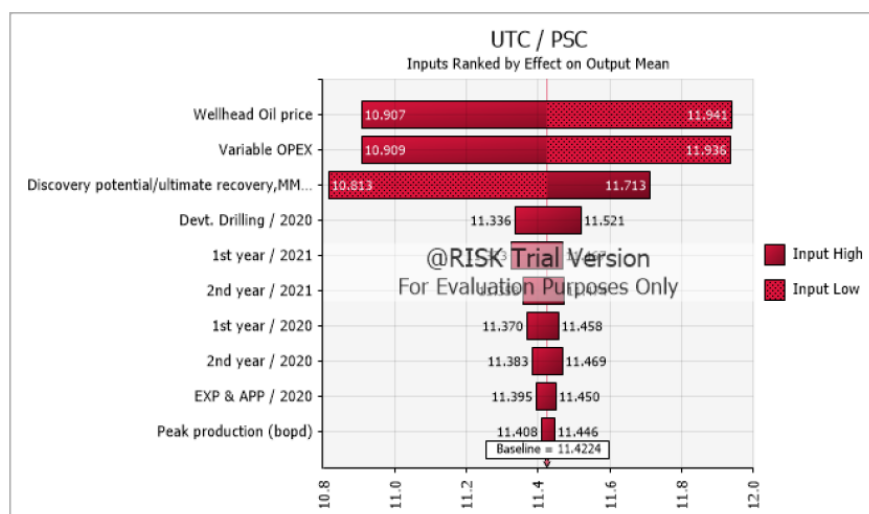 UTC / PSC
Inputs Ranked by Effect on Output Mean
Wellhead Oil price 10.907 11.941
Variable OPEX 10.909 11.936
Discovery potential/ultimate recovery,MM... 10.813 11.713
Devt. Drilling / 2020 11.336 11.521
1st year / 2021
@RISK Trial Version
Input High
2nd year / 2021
For Evaluation Purposes Only
Input Low
1st year / 2020 11.370 11.458
2nd year / 2020 11.383 11.469
EXP & APP / 2020 11.395 11.450
Peak production (bopd) 11.408 11.446
Baseline = 11.4224
10.8 11.0 11.2 11.4 11.6 11.8 12.0